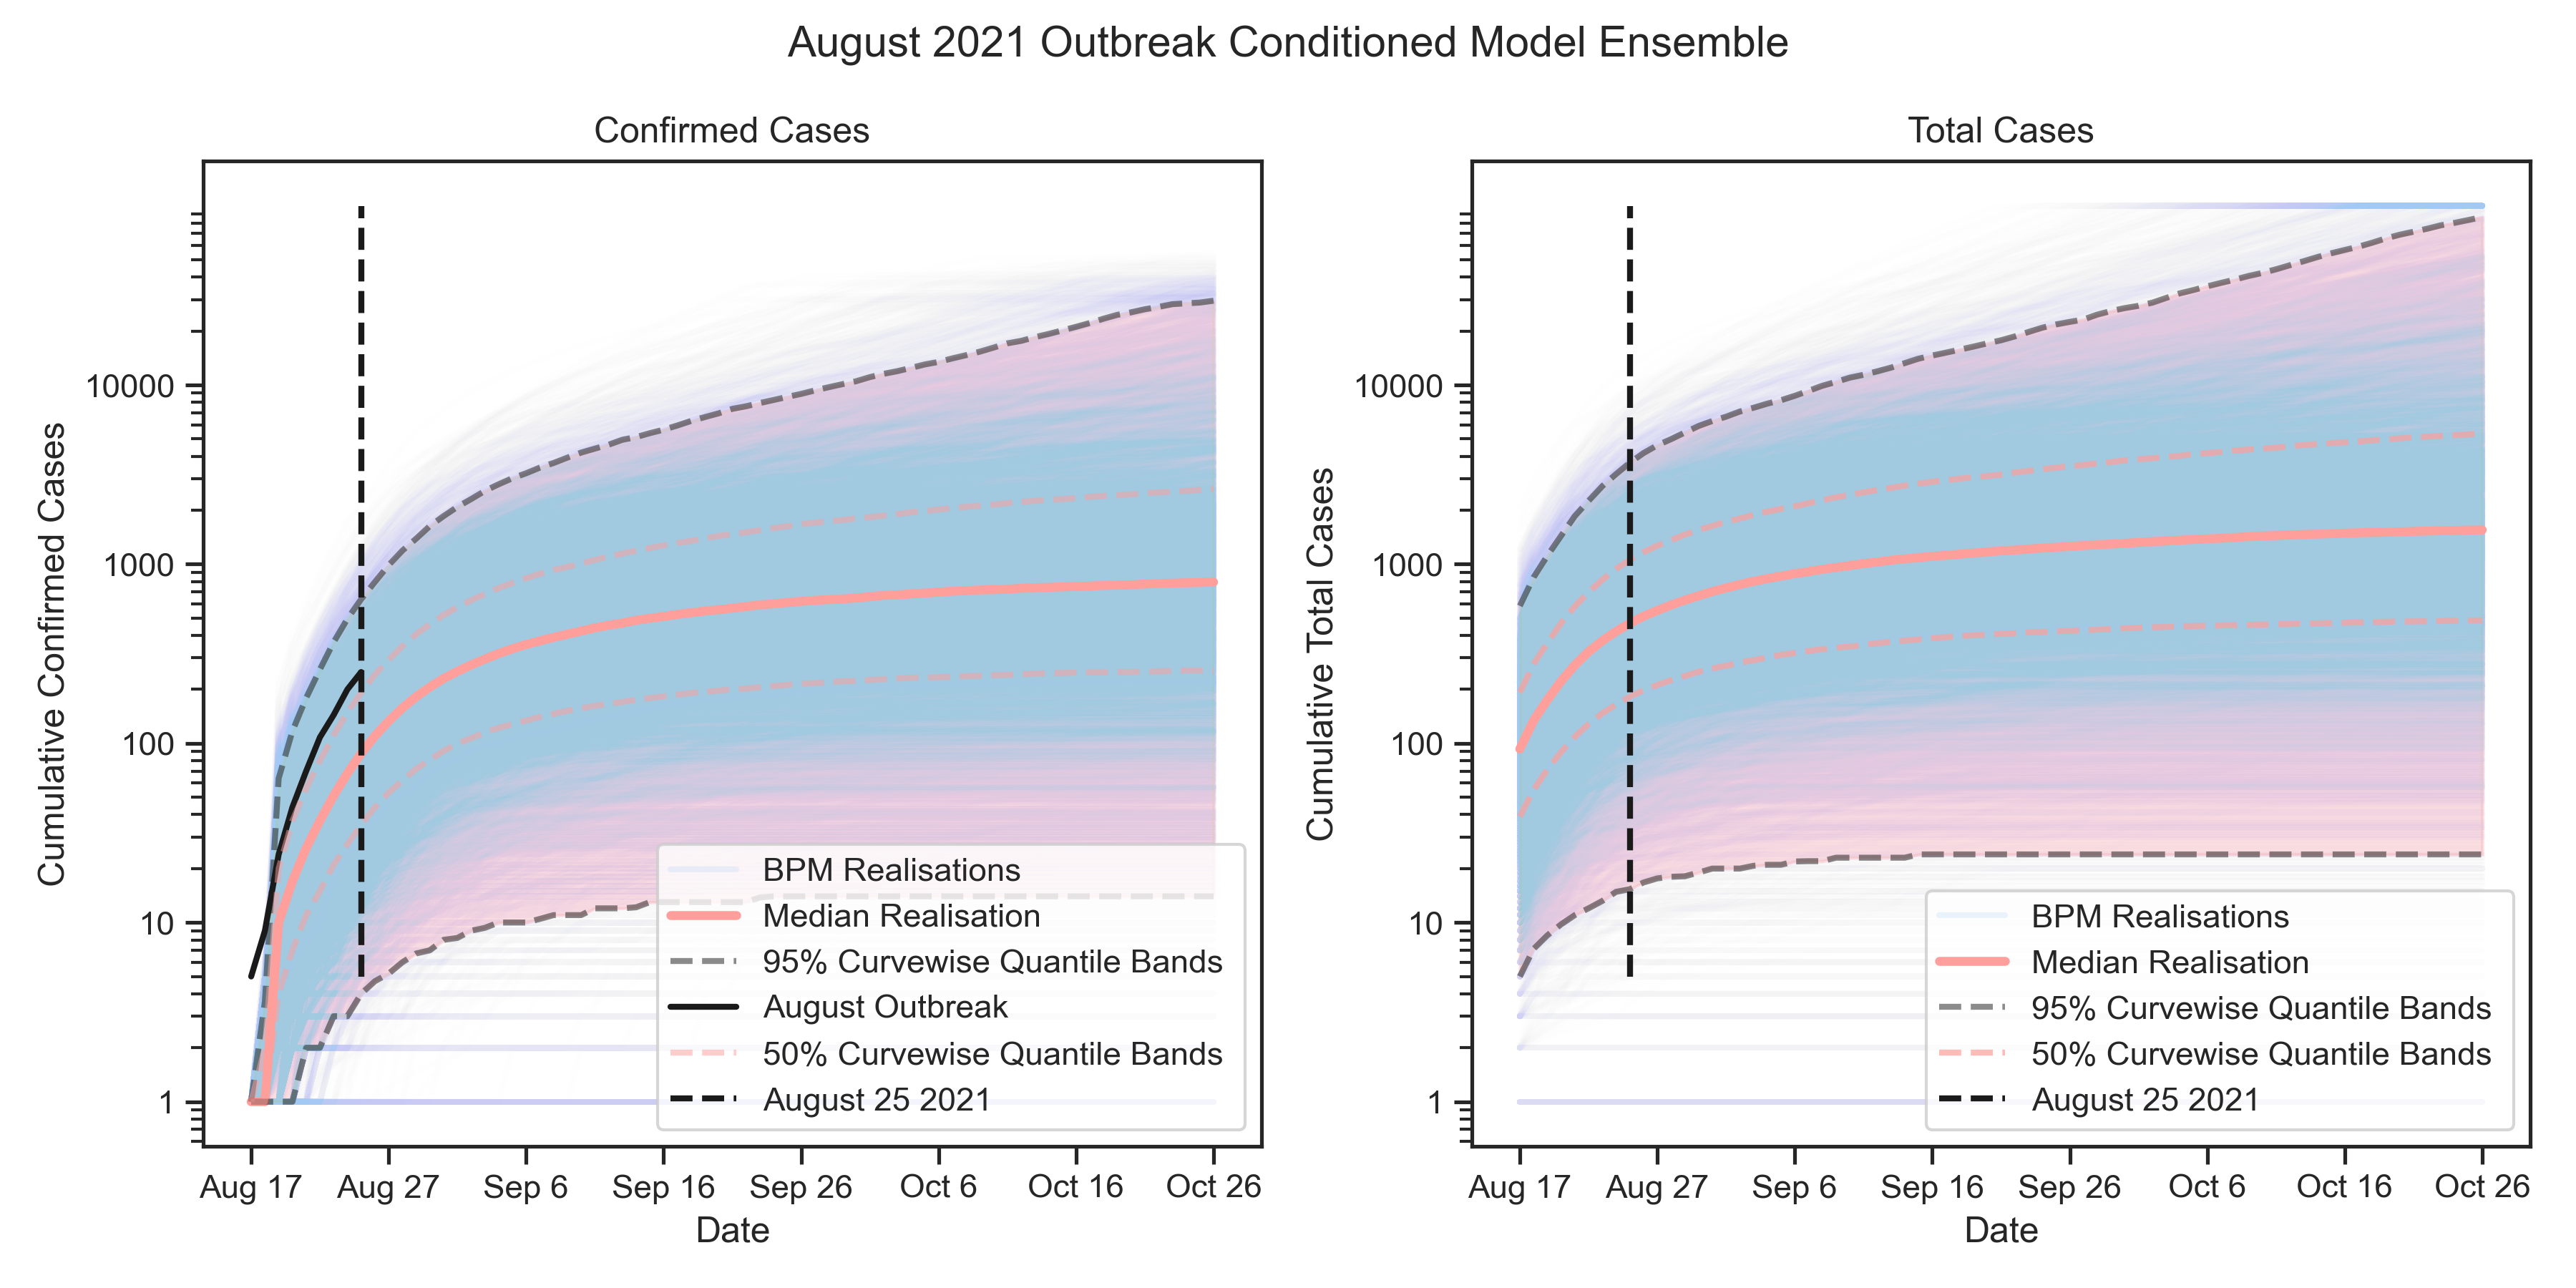 August 2021 Outbreak Conditioned Model Ensemble
Confirmed Cases
Cumulative Confirmed Cases
10000
1000
100
10
1
BPM Realisations
Median Realisation
95% Curvewise Quantile Bands
August Outbreak
50% Curvewise Quantile Bands
August 25 2021
Aug 17 Aug 27 Sep 6 Sep 16 Sep 26 Oct 6 Oct 16 Oct 26
Date
Total Cases
Cumulative Total Cases
10000
1000
100
10
1
BPM Realisations
Median Realisation
95% Curvewise Quantile Bands
50% Curvewise Quantile Bands
August 25 2021
Aug 17 Aug 27 Sep 6 Sep 16 Sep 26 Oct 6 Oct 16 Oct 26
Date